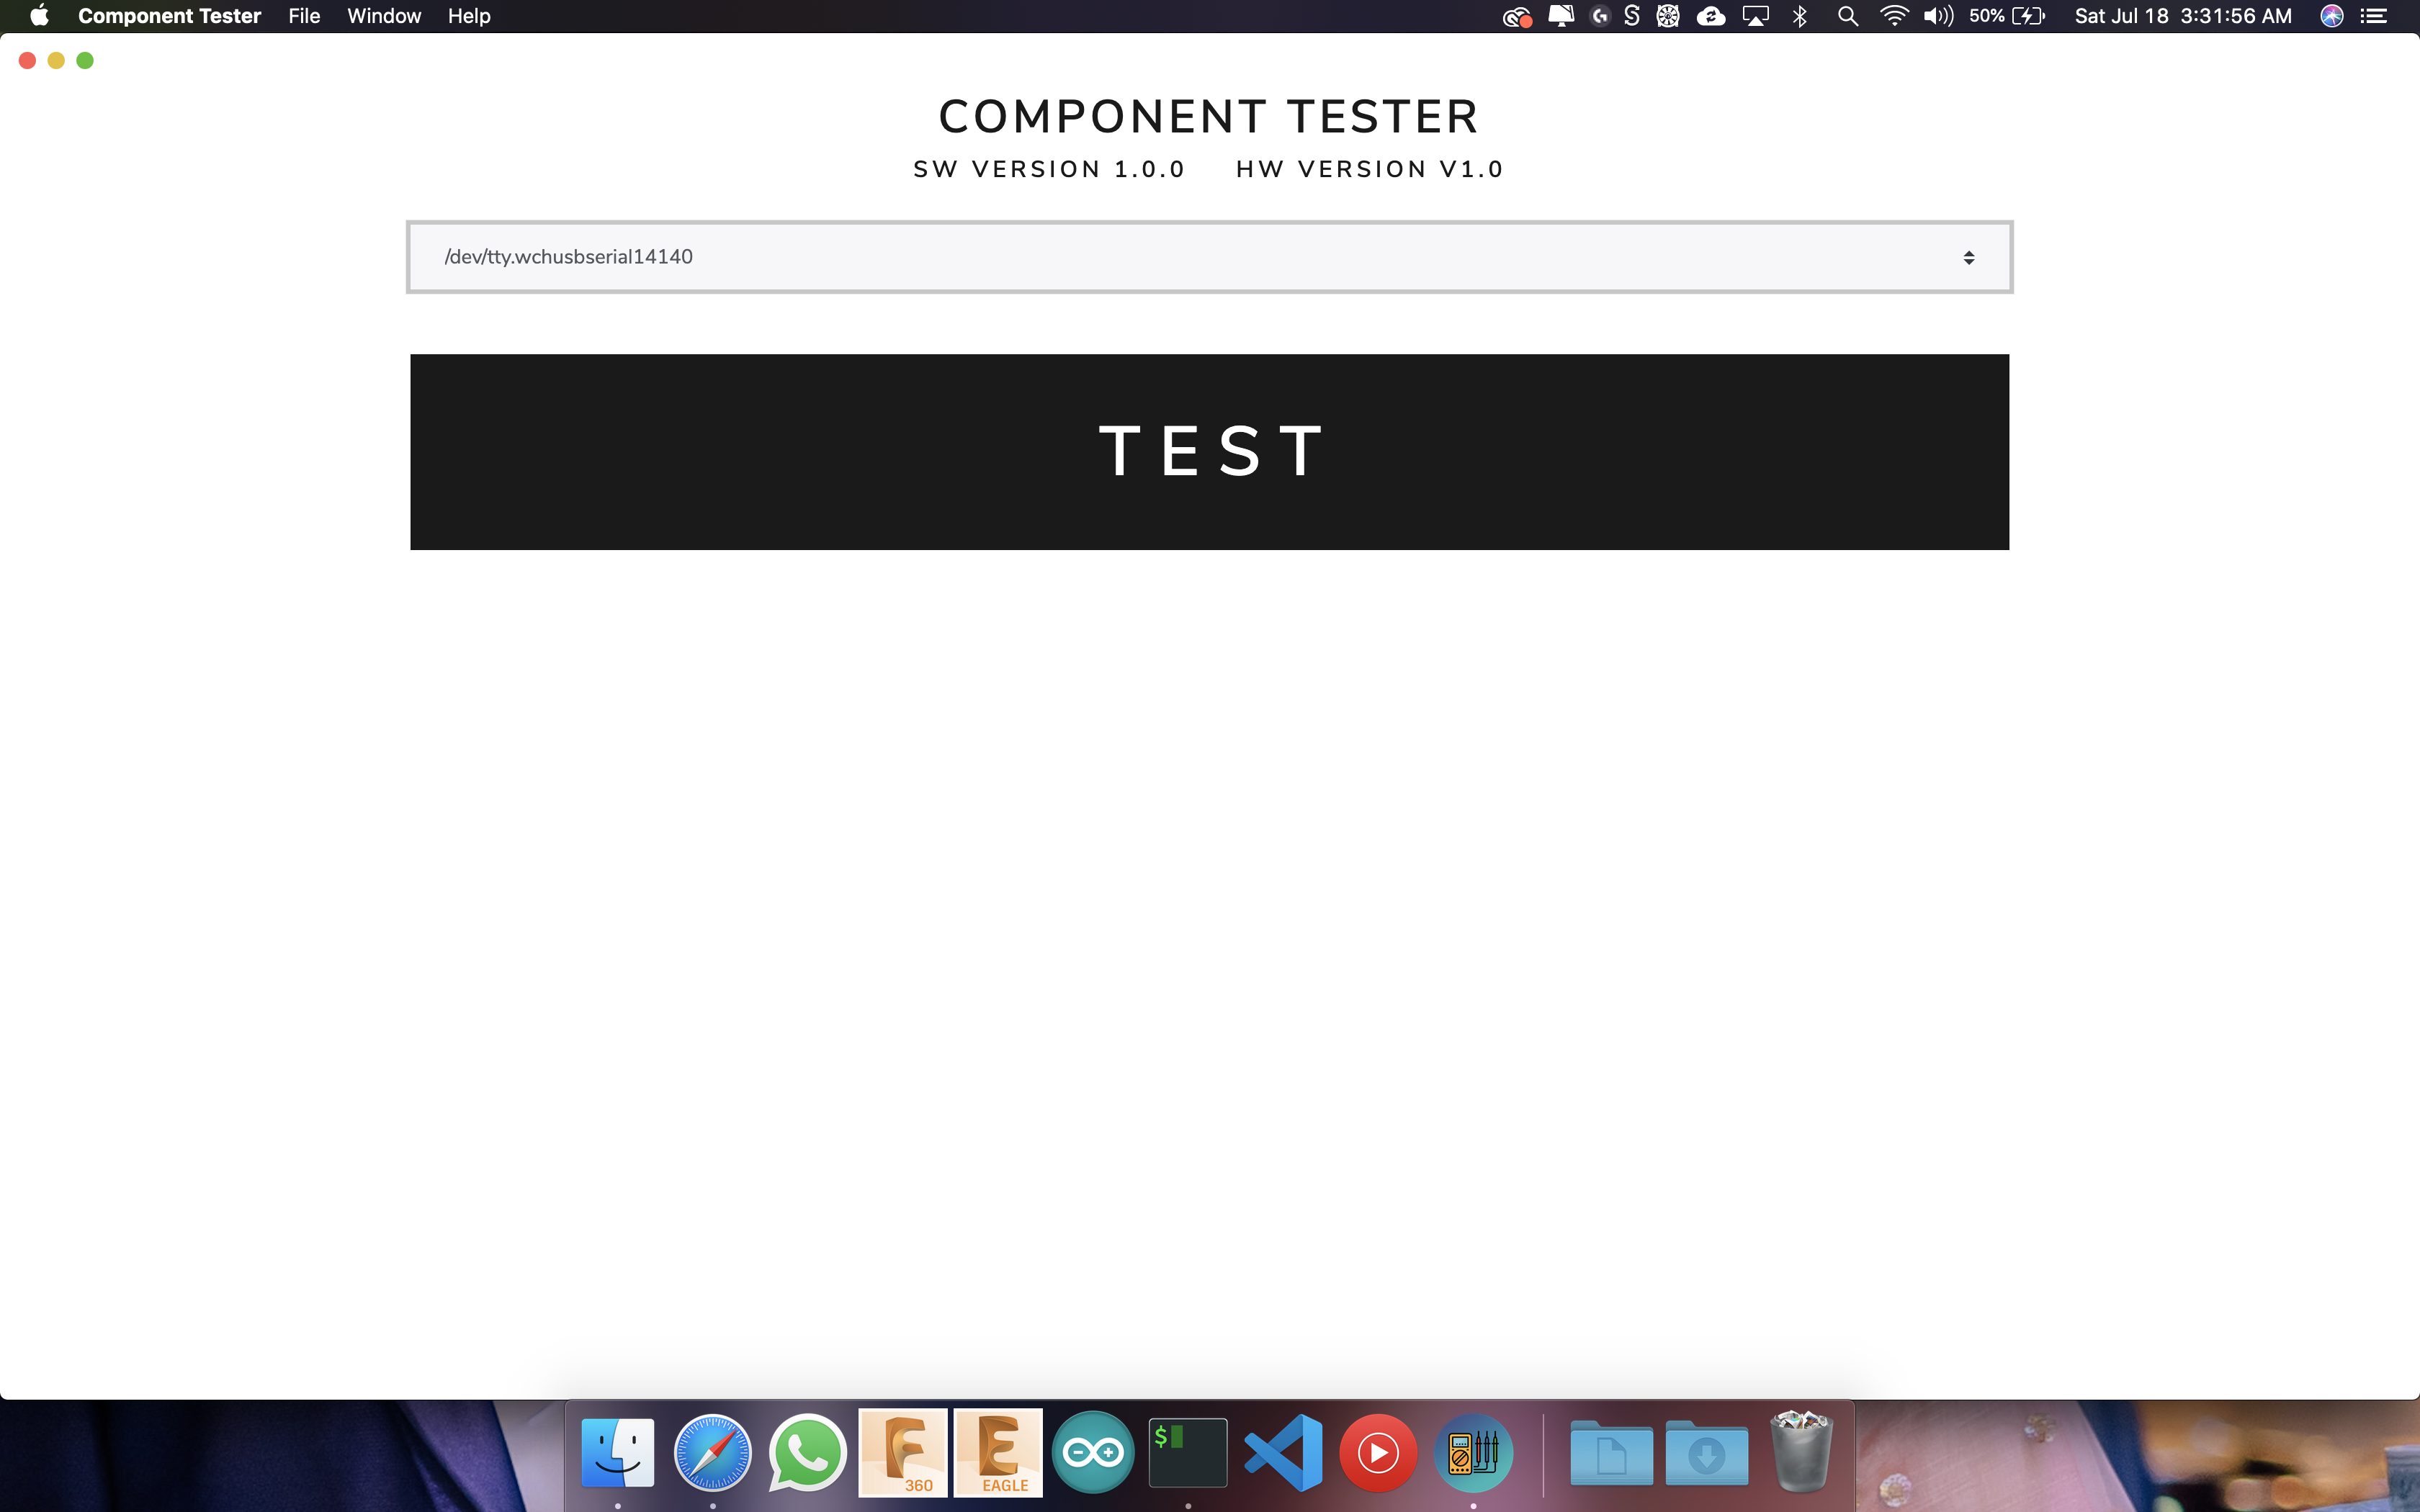 Component Tester File Window Help 50% Sat Jul 18 3:31:56 AM
COMPONENT TESTER
SW VERSION 1.0.0 HW VERSION V1.0
/dev/tty.wchusbserial14140
TEST
360
EAGLE
$